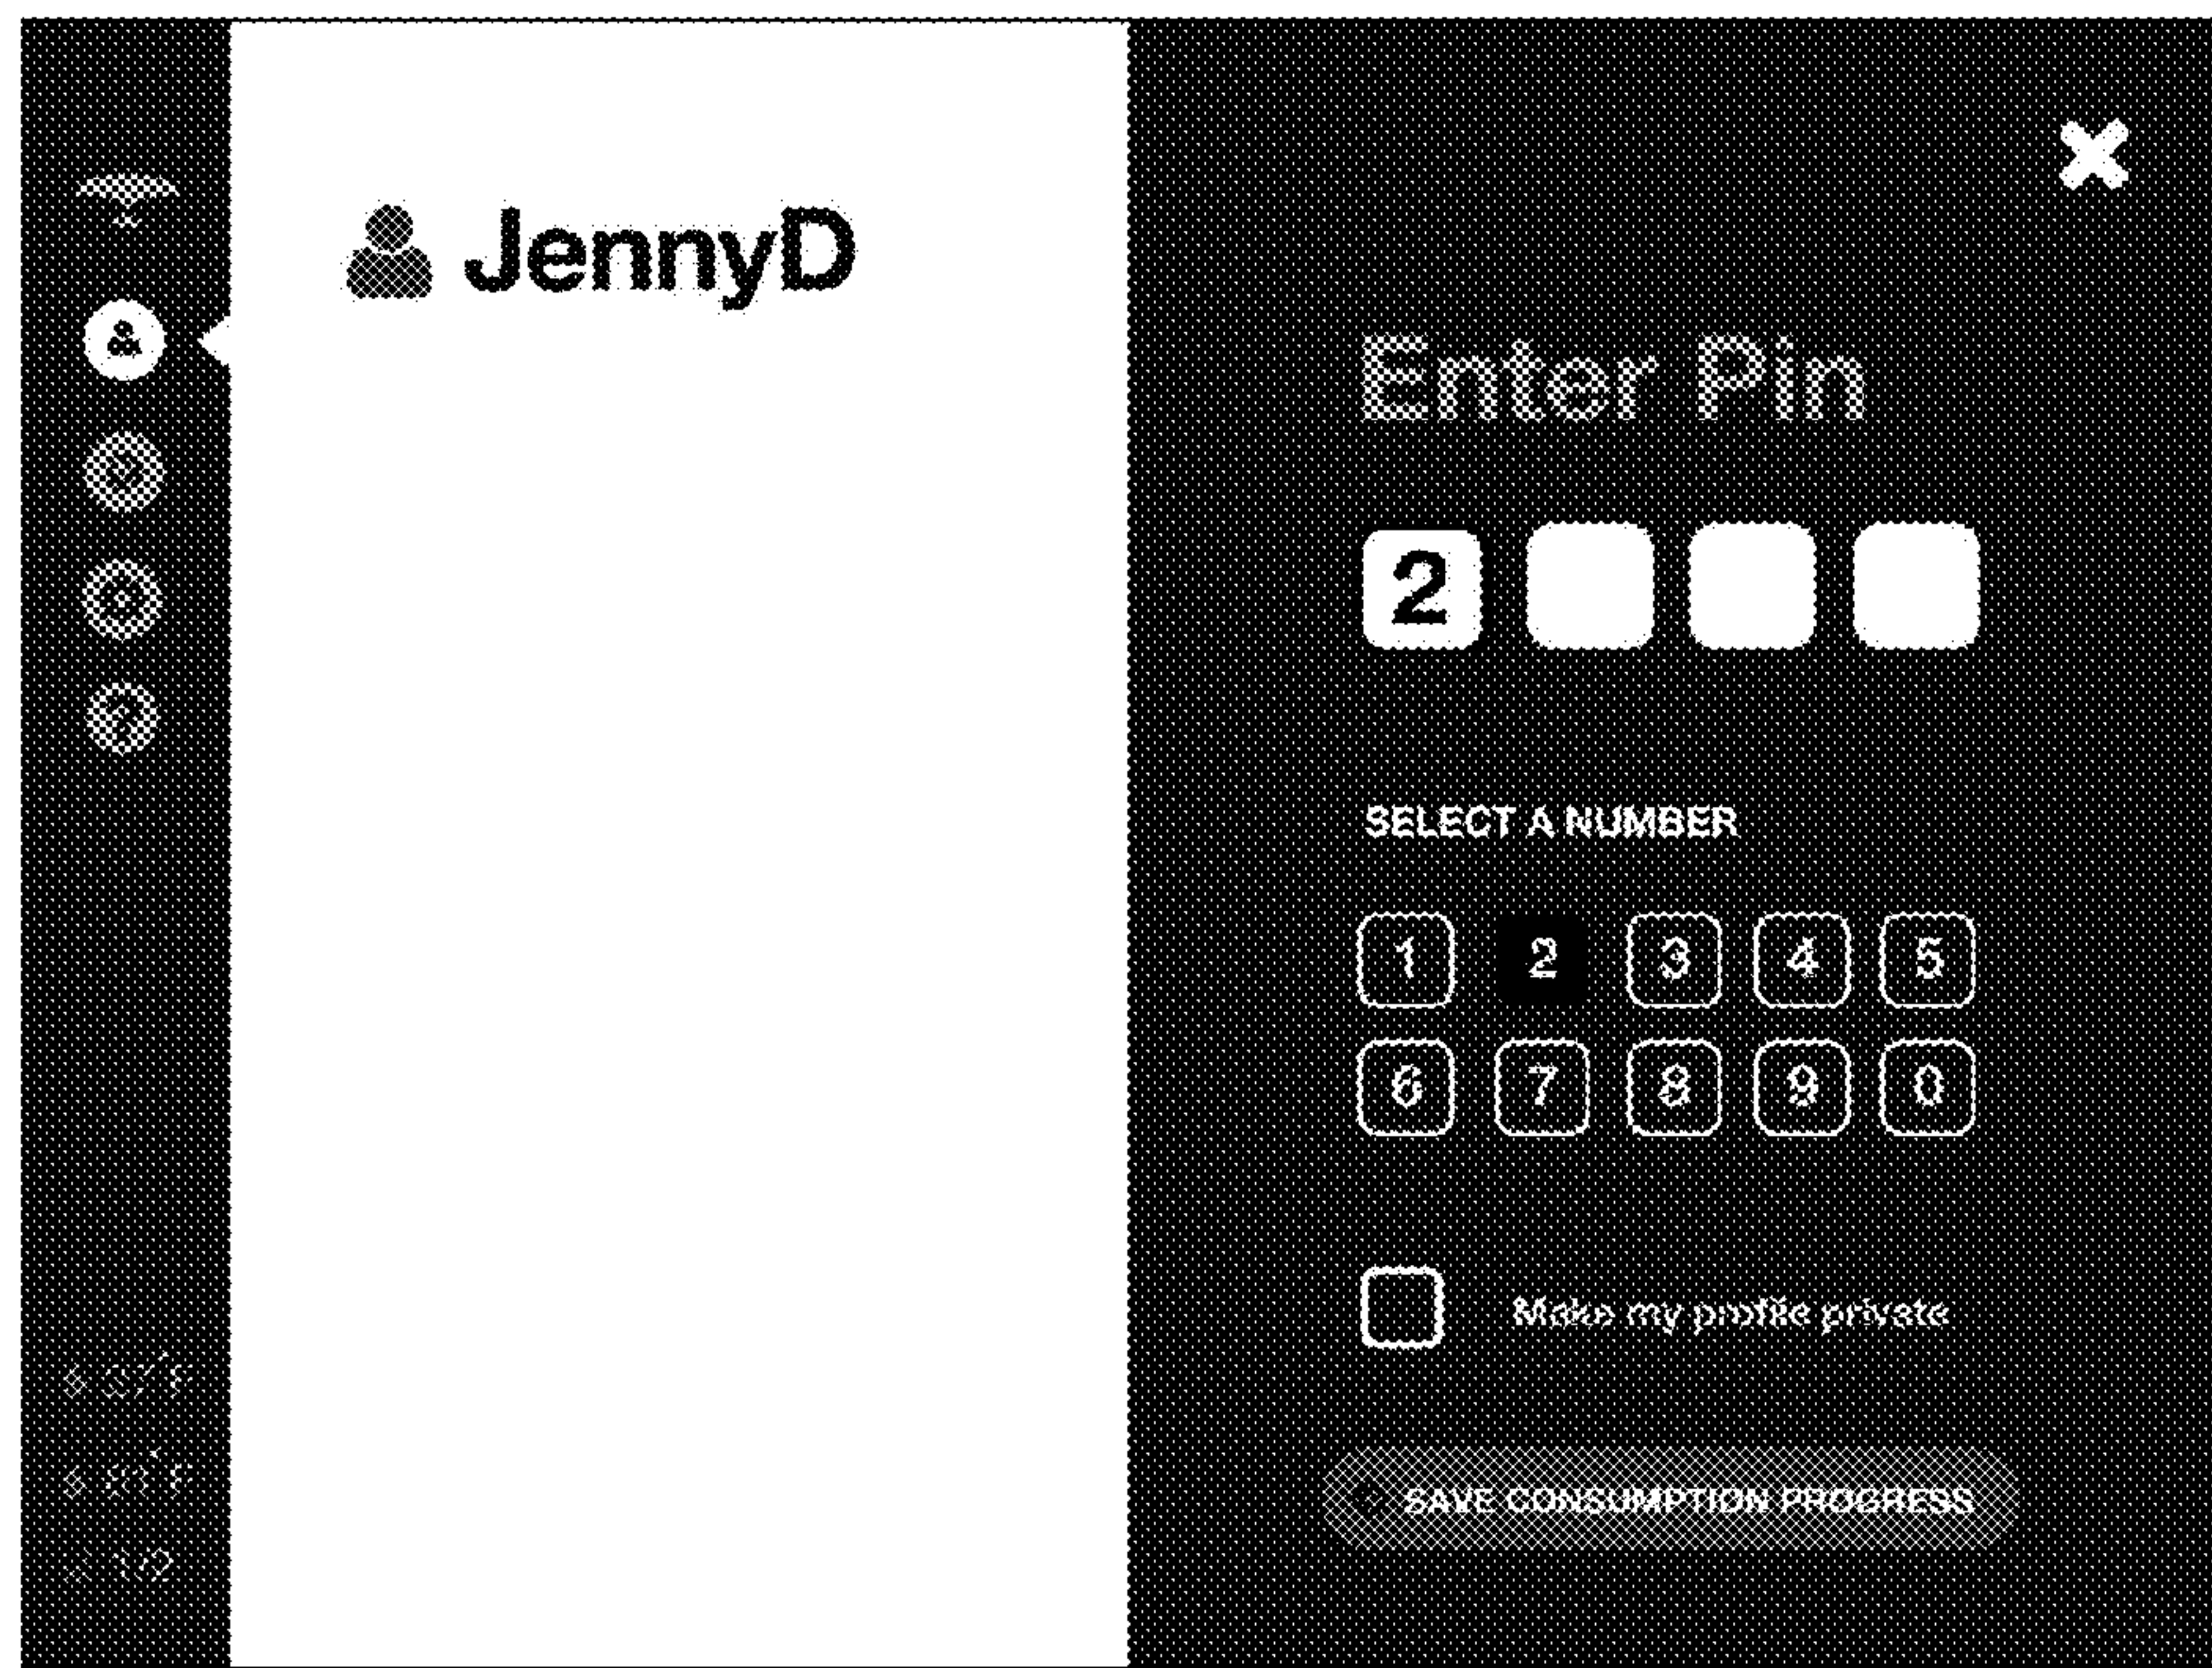 JennyD
Enter Pin
2
SELECT A NUMBER
1 2 3 4 5
6 7 8 9 0
Make my profile private
SAVE CONSUMPTION PROGRESS
?